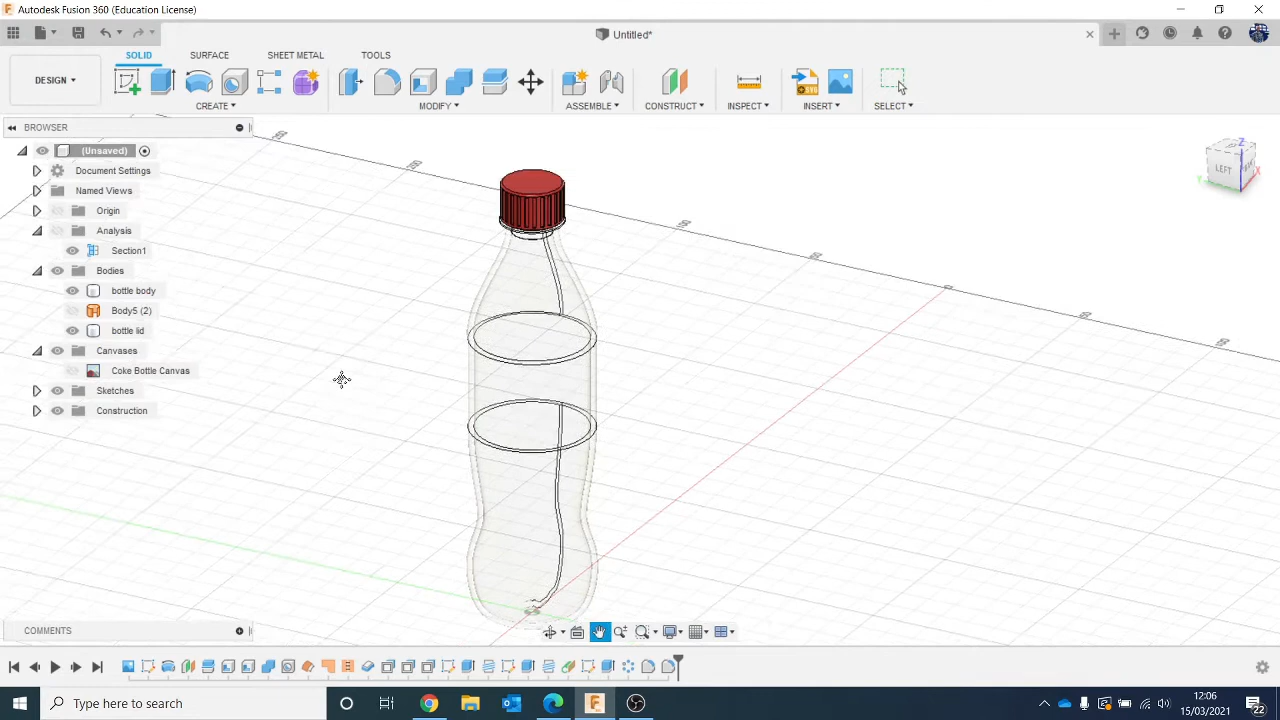 Autodesk Fusion 360 (Education License)
Untitled*
SOLID SURFACE SHEET METAL TOOLS
DESIGN
CREATE MODIFY ASSEMBLE CONSTRUCT INSPECT INSERT SELECT
BROWSER
(Unsaved)
Document Settings
Named Views
Origin
Analysis
Section1
Bodies
bottle body
Body5 (2)
bottle lid
Canvases
Coke Bottle Canvas
Sketches
Construction
LEFT
Z
X
Y
COMMENTS
Type here to search
12:06
15/03/2021
22